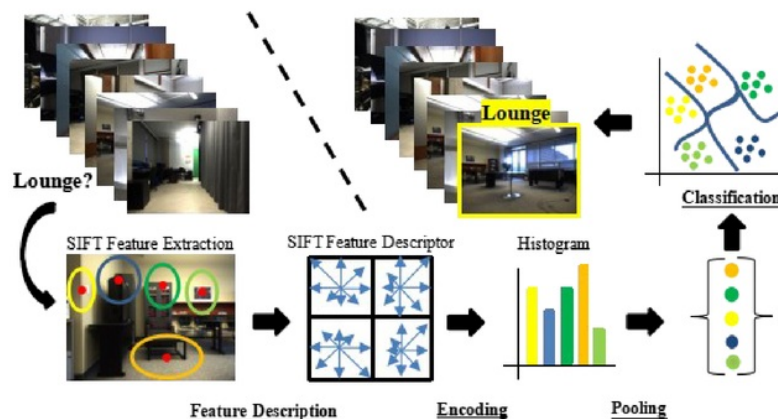 Lounge
Lounge?
Classification
SIFT Feature Extraction
SIFT Feature Descriptor
Histogram
Feature Description
Encoding
Pooling